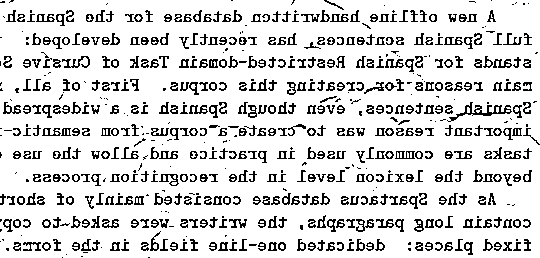 A new offline handwritten database for the Spanish
full Spanish sentences, has recently been developed:
stands for Spanish Restricted-domain Task of Cursive
main reasons for creating this corpus. First of all,
Spanish sentences, even though Spanish is a widespread
important reason was to create a corpus from semantic-
tasks are commonly used in practice and allow the use
beyond the lexicon level in the recognition process.
As the Spartacus database consisted mainly of short
contain long paragraphs, the writers were asked to copy
fixed places: dedicated one-line fields in the forms.